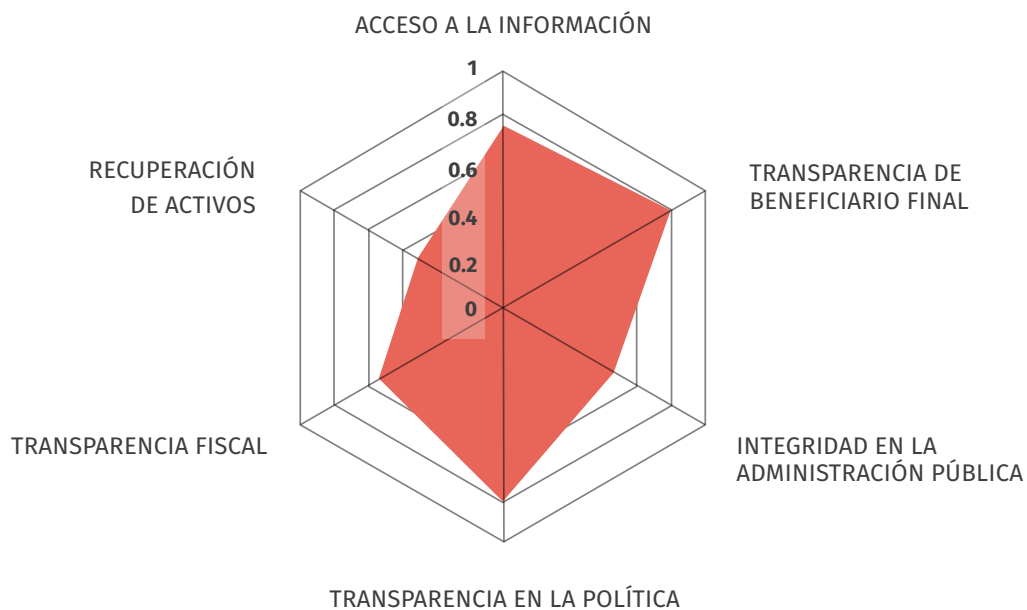 ACCESO A LA INFORMACIÓN
1
0.8
0.6
0.4
0.2
0
RECUPERACIÓN
DE ACTIVOS
TRANSPARENCIA DE
BENEFICIARIO FINAL
TRANSPARENCIA FISCAL
INTEGRIDAD EN LA
ADMINISTRACIÓN PÚBLICA
TRANSPARENCIA EN LA POLÍTICA